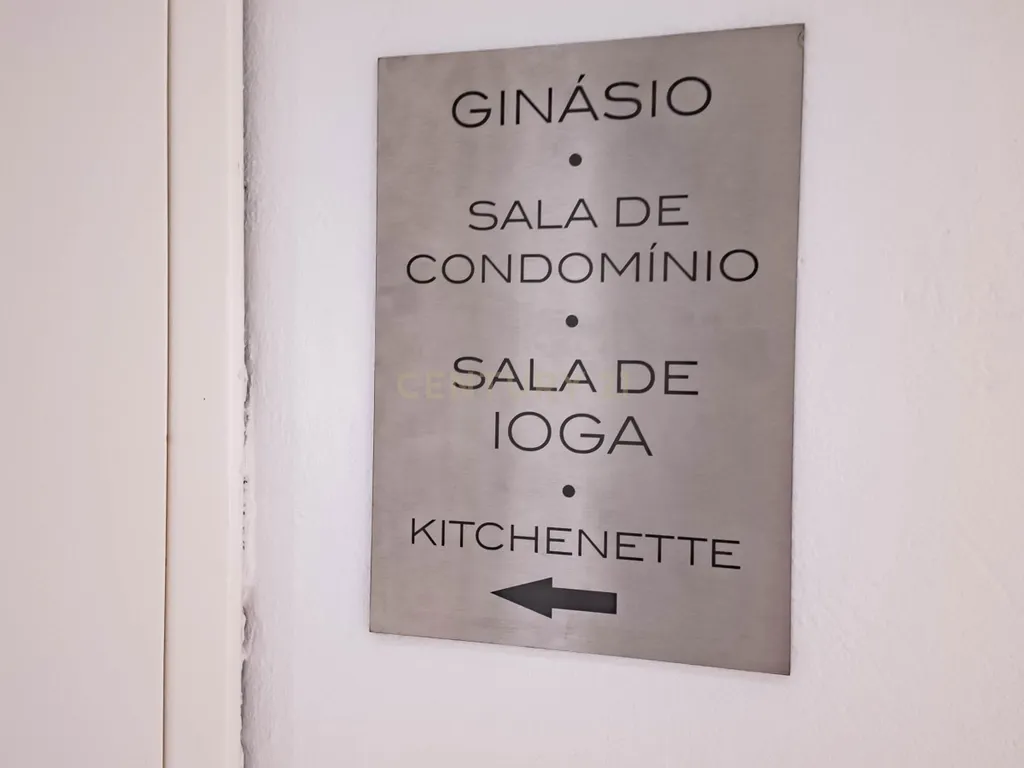 GINÁSIO
•
SALA DE
CONDOMÍNIO
•
SALA DE
IOGA
•
KITCHENETTE